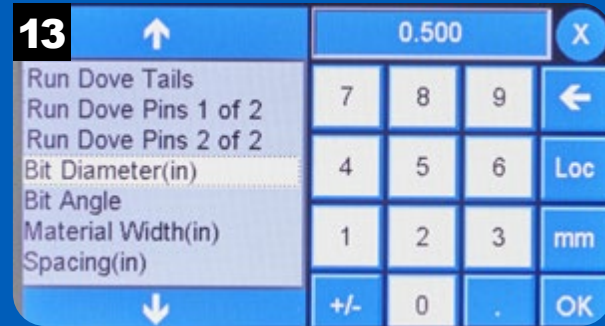 13
0.500
X
Run Dove Tails
Run Dove Pins 1 of 2
Run Dove Pins 2 of 2
Bit Diameter(in)
Bit Angle
Material Width(in)
Spacing(in)
7 8 9
4 5 6 Loc
1 2 3 mm
+/- 0 . OK